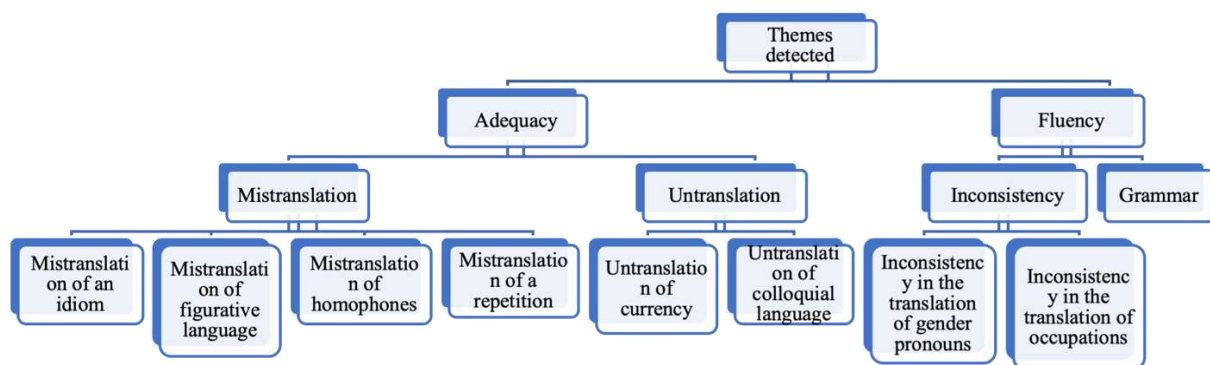 Themes
detected
Adequacy
Fluency
Mistranslation
Untranslation
Inconsistency
Grammar
Mistranslati
on of an
idiom
Mistranslati
on of
figurative
language
Mistranslatio
n of
homophones
Mistranslatio
n of a
repetition
Untranslatio
n of
currency
Untranslati
on of
colloquial
language
Inconsistenc
y in the
translation
of gender
pronouns
Inconsistenc
y in the
translation of
occupations